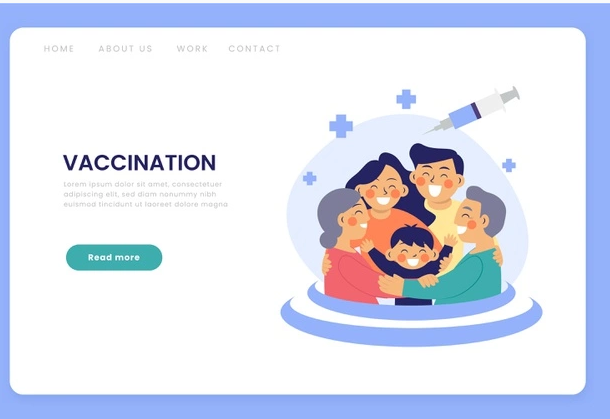 HOME ABOUT US WORK CONTACT
VACCINATION
Lorem ipsum dolor sit amet, consectetuer
adipiscing elit, sed diam nonummy nibh
euismod tincidunt ut laoreet dolore magna
Read more